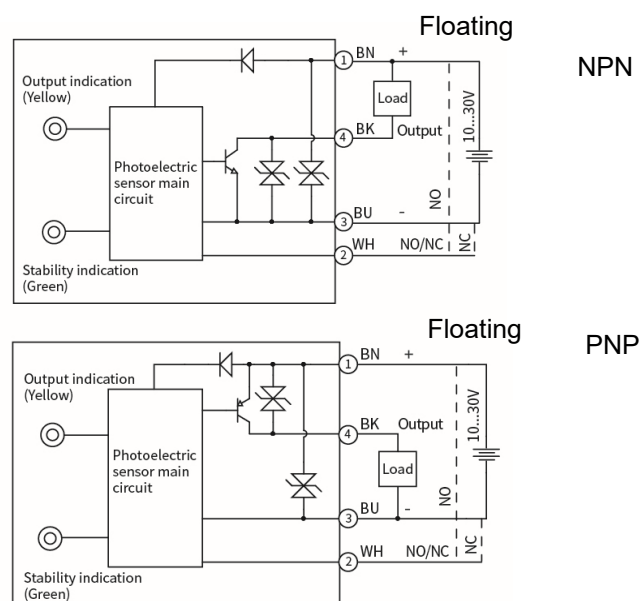 Floating
NPN
1 BN +
Output indication
(Yellow)
Load
10...30V
4 BK Output
Photoelectric
sensor main
circuit
NO
3 BU -
2 WH NO/NC
NC
Stability indication
(Green)
Floating
PNP
1 BN +
Output indication
(Yellow)
10...30V
4 BK Output
Photoelectric
sensor main
circuit
Load
NO
3 BU -
2 WH NO/NC
NC
Stability indication
(Green)